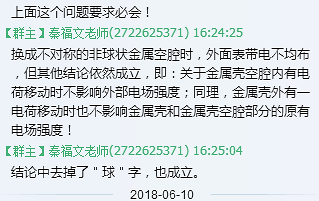 上面这个问题要求必会！
【群主】秦福文老师(2722625371) 16:24:25
换成不对称的非球状金属空腔时，外面表带电不均布
，但其他结论依然成立，即：关于金属壳空腔内有电
荷移动时不影响外部电场强度；同理，金属壳外有一
电荷移动时也不影响金属壳和金属壳空腔部分的原有
电场强度！
【群主】秦福文老师(2722625371) 16:25:04
结论中去掉了＂球＂字，也成立。
2018-06-10